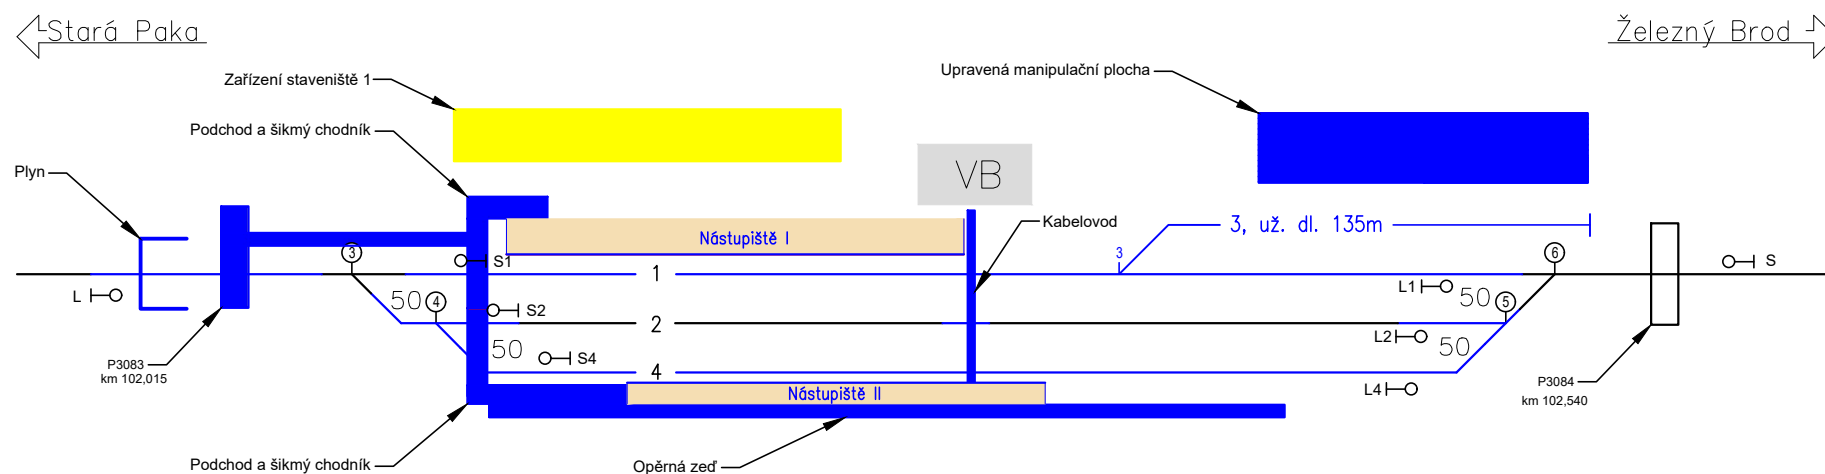 Stará Paka
Železný Brod
Zařízení staveniště 1
Upravená manipulační plocha
Podchod a šikmý chodník
Plyn
VB
Kabelovod
3, už. dl. 135m
Nástupiště I
3
S1
1
3
6
S
L
50
4
S2
2
L1
50
5
L2
50
S4
50
4
L4
P3083
km 102,015
Nástupiště II
P3084
km 102,540
Podchod a šikmý chodník
Opěrná zeď